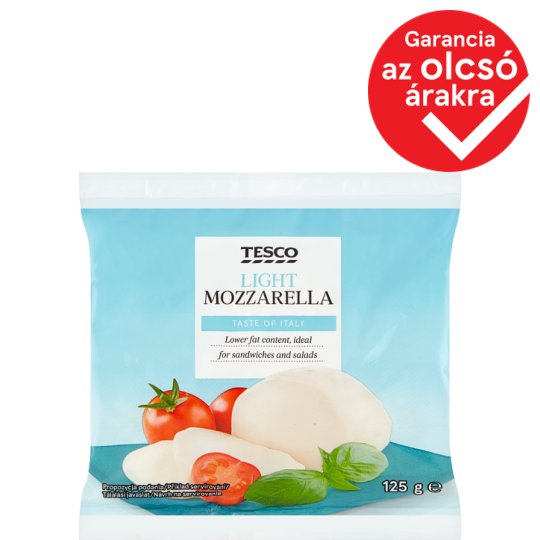 Garancia
az olcsó
árakra
TESCO
LIGHT
MOZZARELLA
TASTE OF ITALY
Lower fat content, ideal
for sandwiches and salads
Propozycja podania/Příklad servírování/
Tálalási javaslat/Návrh na servírovanie
125 g ℮